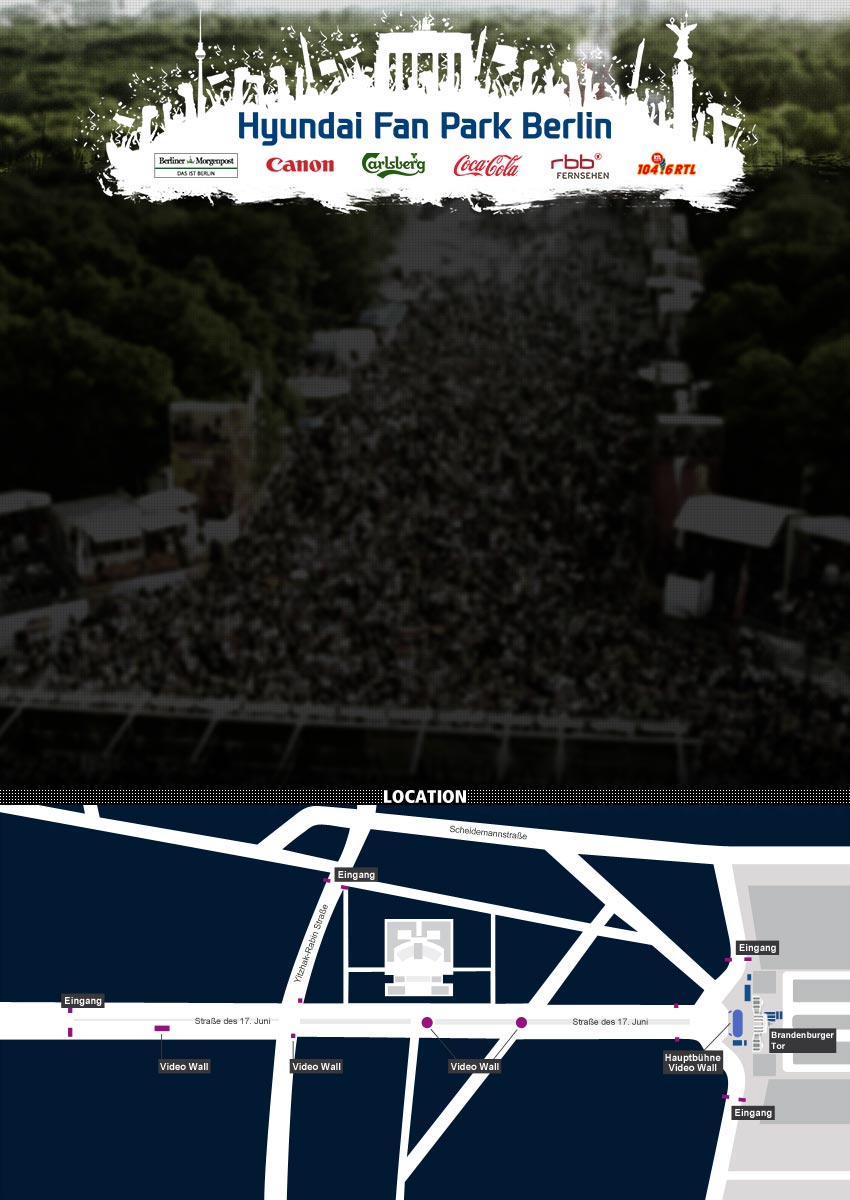 Hyundai Fan Park Berlin
Berliner Morgenpost
DAS IST BERLIN
Canon
Carlsberg
Coca-Cola
rbb
FERNSEHEN
104.6 RTL
LOCATION
Scheidemannstraße
Eingang
Yitzhak-Rabin Straße
Eingang
Eingang
Straße des 17. Juni
Straße des 17. Juni
Brandenburger
Tor
Video Wall
Video Wall
Video Wall
Hauptbühne
Video Wall
Eingang